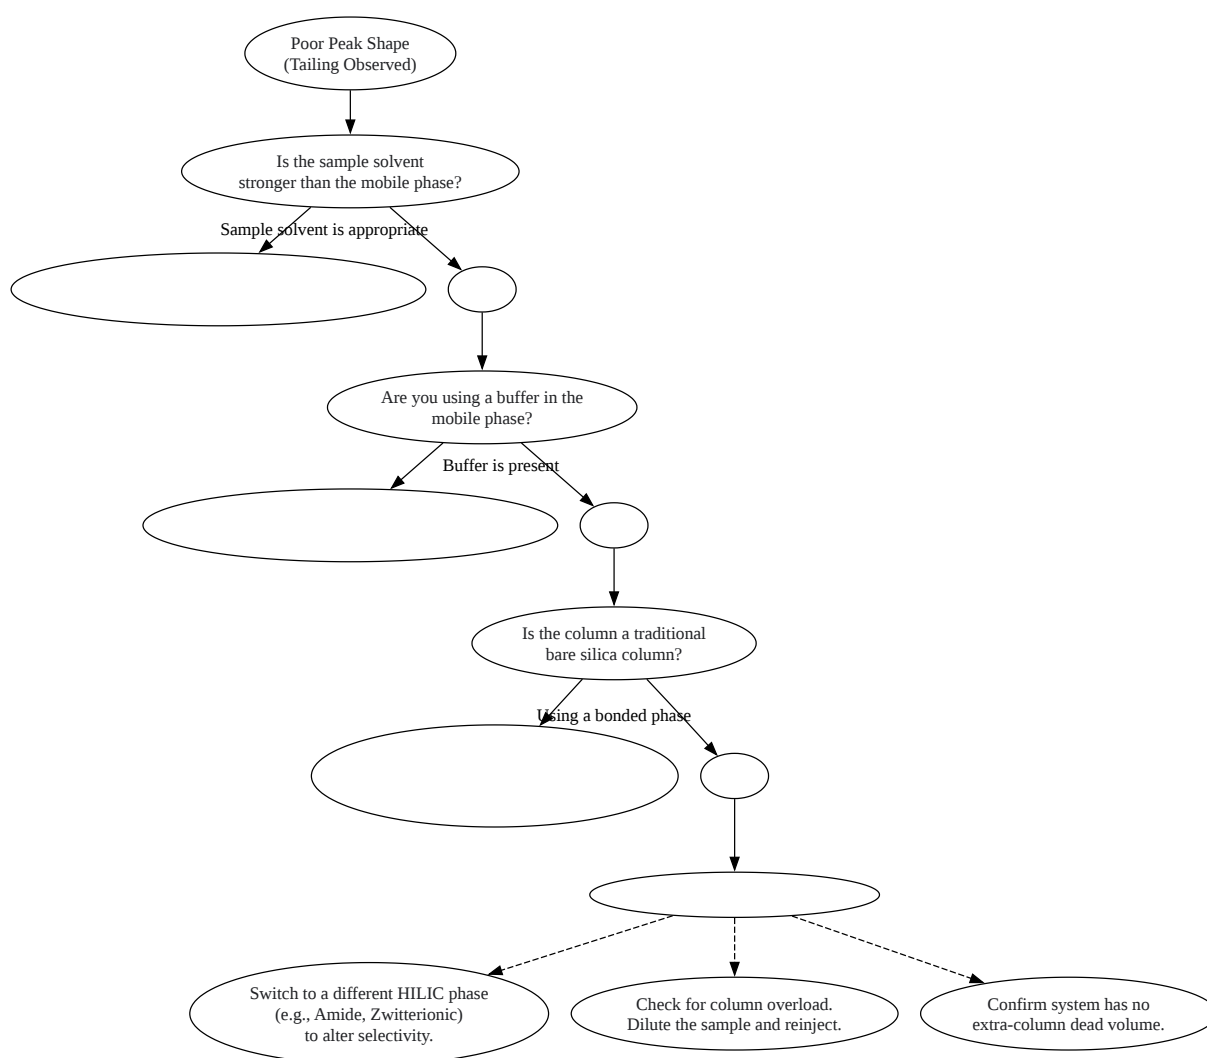 Poor Peak Shape
(Tailing Observed)
Is the sample solvent
stronger than the mobile phase?
Sample solvent is appropriate
Are you using a buffer in the
mobile phase?
Buffer is present
Is the column a traditional
bare silica column?
Using a bonded phase
Switch to a different HILIC phase
(e.g., Amide, Zwitterionic)
to alter selectivity.
Check for column overload.
Dilute the sample and reinject.
Confirm system has no
extra-column dead volume.